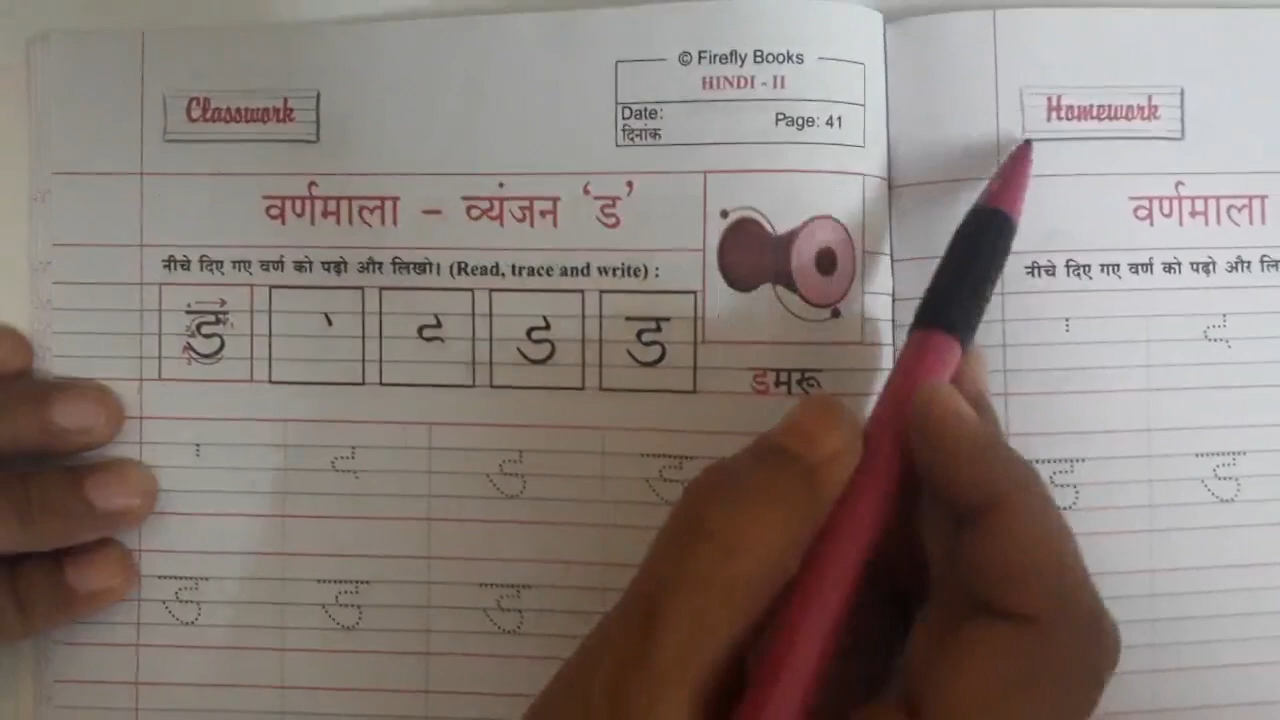 © Firefly Books
HINDI - II
Classwork
Date:
दिनांक
Page: 41
वर्णमाला – व्यंजन ‘ड’
नीचे दिए गए वर्ण को पढ़ो और लिखो। (Read, trace and write) :
ड ड ड
डमरू
ड ड
ड ड ड
Homework
वर्णमाला
नीचे दिए गए वर्ण को पढ़ो और
ड ड